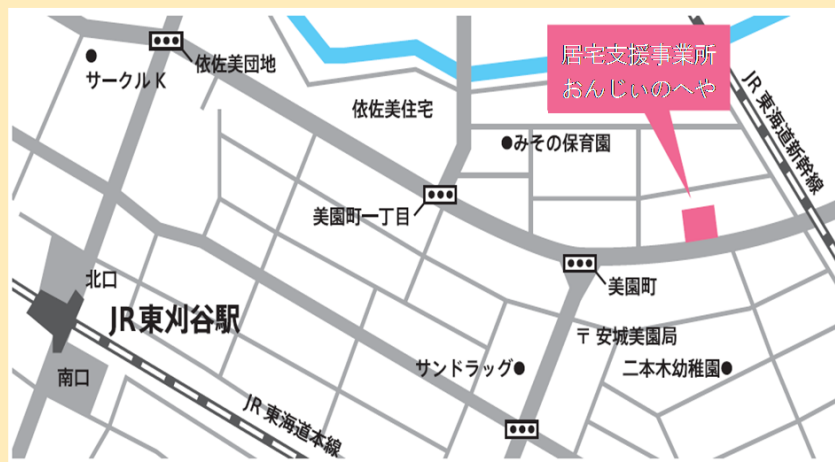 居宅支援事業所
おんじぃのへや
依佐美団地
サークルK
依佐美住宅
JR 東海道新幹線
みその保育園
美園町一丁目
北口
美園町
JR東刈谷駅
〒 安城美園局
サンドラッグ
二本木幼稚園
南口
JR 東海道本線